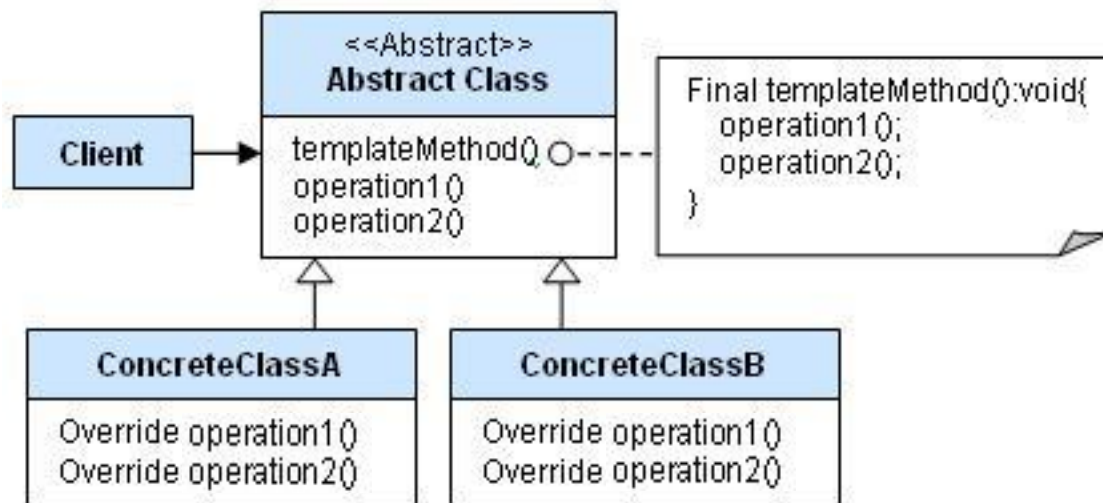 <<Abstract>>
Abstract Class
Client
templateMethod()
operation1()
operation2()
Final templateMethod():void{
operation1();
operation2();
}
ConcreteClassA
Override operation1()
Override operation2()
ConcreteClassB
Override operation1()
Override operation2()